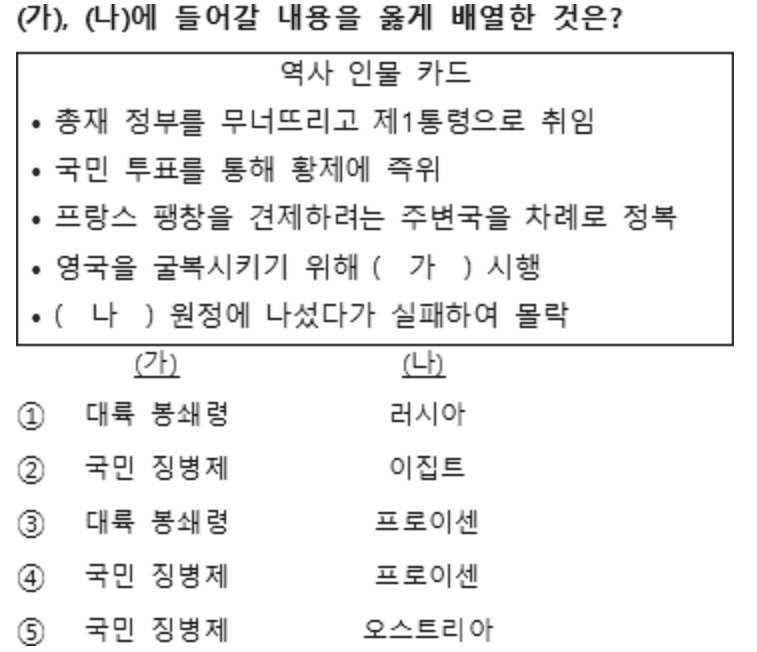 (가), (나)에 들어갈 내용을 옳게 배열한 것은?
역사 인물 카드
• 총재 정부를 무너뜨리고 제1통령으로 취임
• 국민 투표를 통해 황제에 즉위
• 프랑스 팽창을 견제하려는 주변국을 차례로 정복
• 영국을 굴복시키기 위해 ( 가 ) 시행
• ( 나 ) 원정에 나섰다가 실패하여 몰락
(가) (나)
① 대륙 봉쇄령 러시아
② 국민 징병제 이집트
③ 대륙 봉쇄령 프로이센
④ 국민 징병제 프로이센
⑤ 국민 징병제 오스트리아